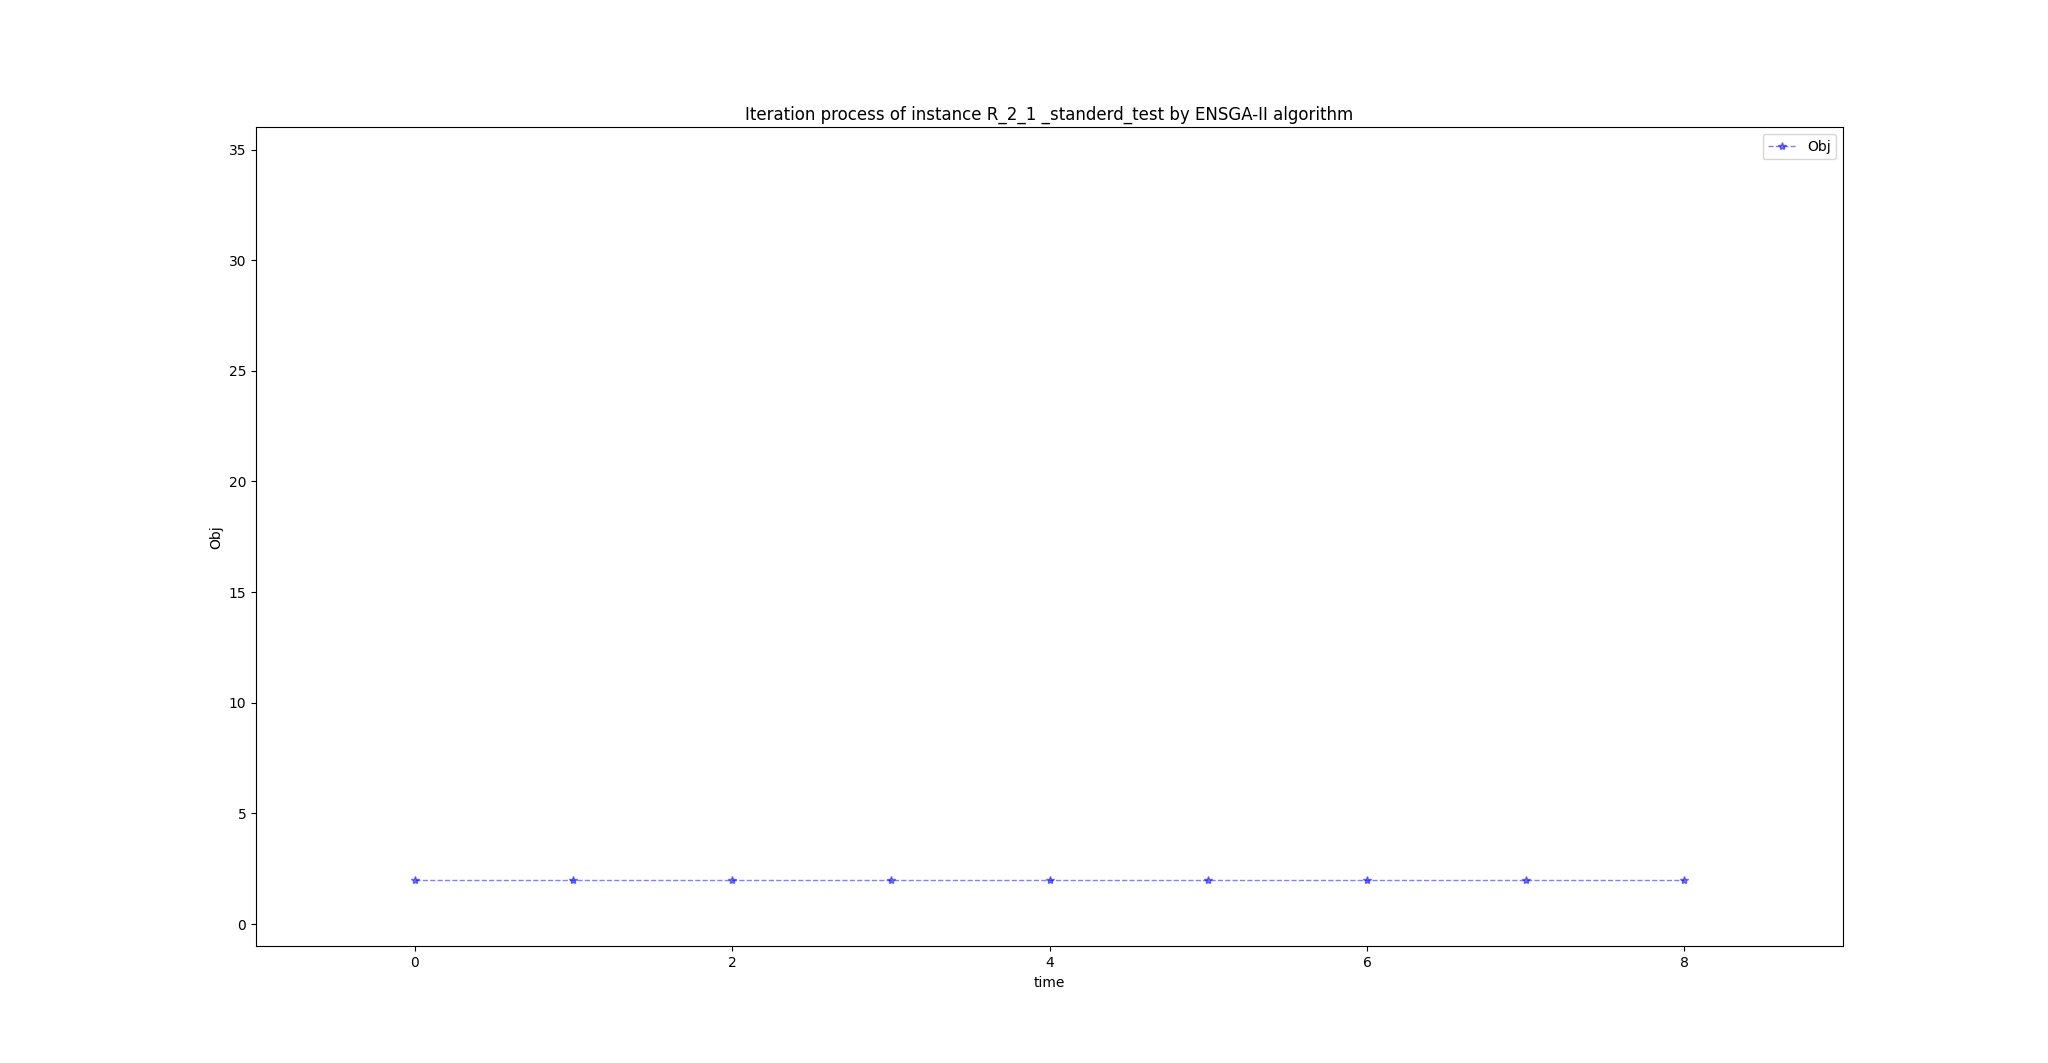 Iteration process of instance R_2_1 _standerd_test by ENSGA-II algorithm
Obj
35
30
25
20
15
10
5
0
Obj
0 2 4 6 8
time